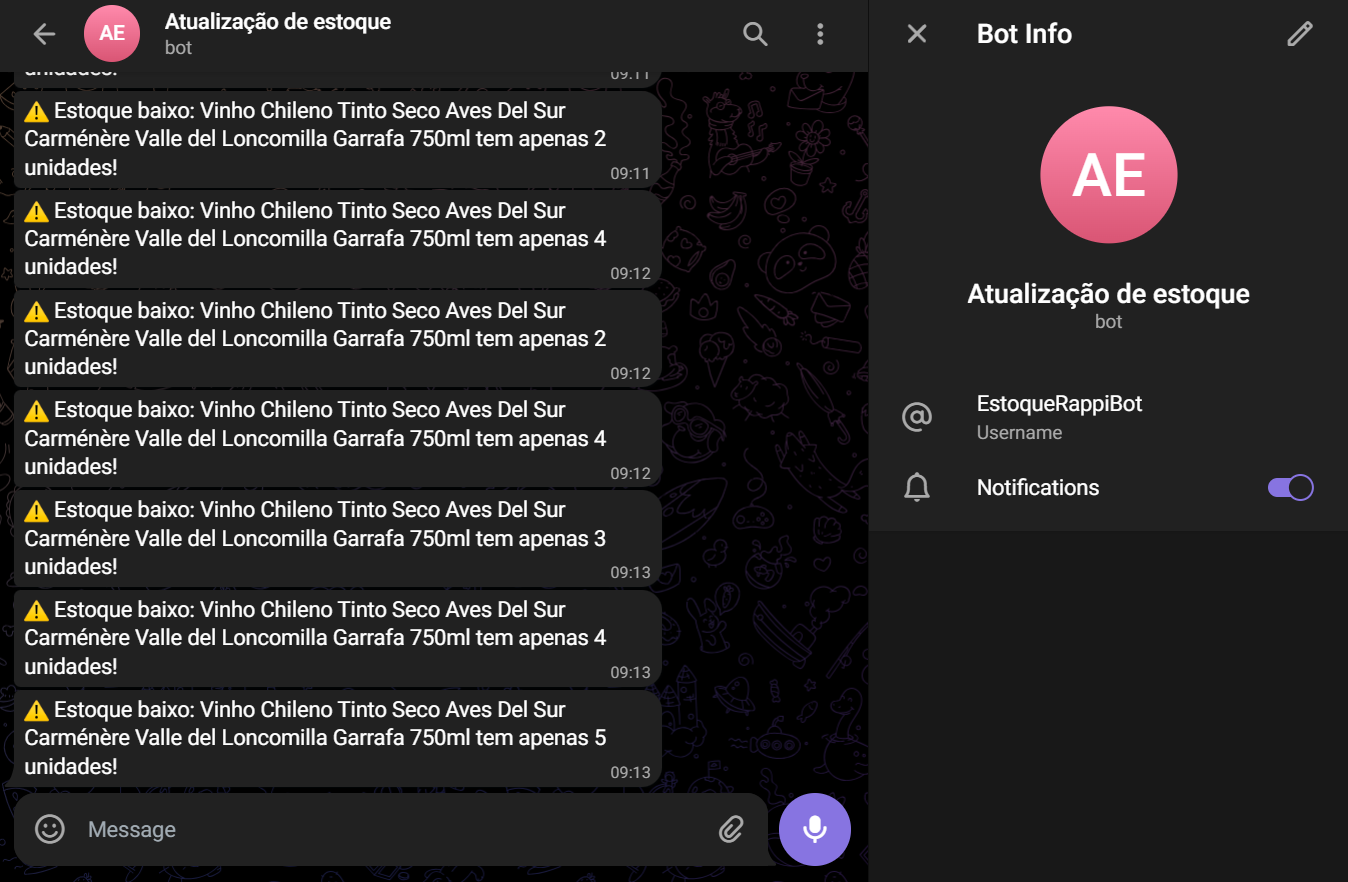 AE
Atualização de estoque
bot
unidades!
09:11
⚠️ Estoque baixo: Vinho Chileno Tinto Seco Aves Del Sur
Carménère Valle del Loncomilla Garrafa 750ml tem apenas 2
unidades!
09:11
⚠️ Estoque baixo: Vinho Chileno Tinto Seco Aves Del Sur
Carménère Valle del Loncomilla Garrafa 750ml tem apenas 4
unidades!
09:12
⚠️ Estoque baixo: Vinho Chileno Tinto Seco Aves Del Sur
Carménère Valle del Loncomilla Garrafa 750ml tem apenas 2
unidades!
09:12
⚠️ Estoque baixo: Vinho Chileno Tinto Seco Aves Del Sur
Carménère Valle del Loncomilla Garrafa 750ml tem apenas 4
unidades!
09:12
⚠️ Estoque baixo: Vinho Chileno Tinto Seco Aves Del Sur
Carménère Valle del Loncomilla Garrafa 750ml tem apenas 3
unidades!
09:13
⚠️ Estoque baixo: Vinho Chileno Tinto Seco Aves Del Sur
Carménère Valle del Loncomilla Garrafa 750ml tem apenas 4
unidades!
09:13
⚠️ Estoque baixo: Vinho Chileno Tinto Seco Aves Del Sur
Carménère Valle del Loncomilla Garrafa 750ml tem apenas 5
unidades!
09:13
Message
Bot Info
AE
Atualização de estoque
bot
EstoqueRappiBot
Username
Notifications